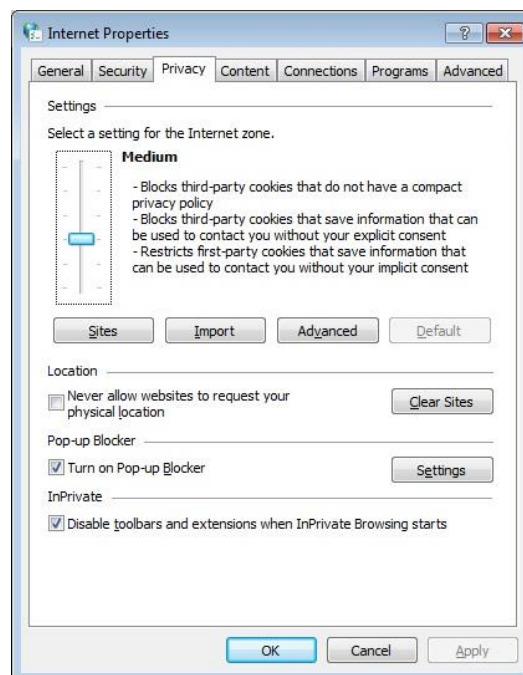 Internet Properties
General Security Privacy Content Connections Programs Advanced
Settings
Select a setting for the Internet zone.
Medium
- Blocks third-party cookies that do not have a compact
privacy policy
- Blocks third-party cookies that save information that can
be used to contact you without your explicit consent
- Restricts first-party cookies that save information that
can be used to contact you without your implicit consent
Sites Import Advanced Default
Location
Never allow websites to request your
physical location
Clear Sites
Pop-up Blocker
Turn on Pop-up Blocker
Settings
InPrivate
Disable toolbars and extensions when InPrivate Browsing starts
OK Cancel Apply